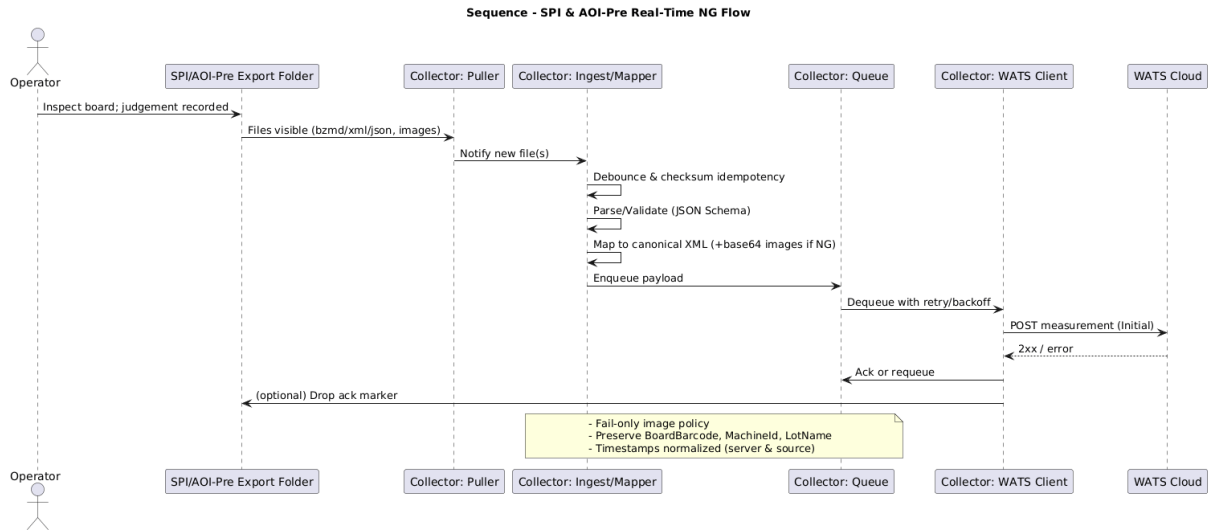 Sequence - SPI & AOI-Pre Real-Time NG Flow
Operator
SPI/AOI-Pre Export Folder
Collector: Puller
Collector: Ingest/Mapper
Collector: Queue
Collector: WATS Client
WATS Cloud
Inspect board; judgement recorded
Files visible (bzmd/xml/json, images)
Notify new file(s)
Debounce & checksum idempotency
Parse/Validate (JSON Schema)
Map to canonical XML (+base64 images if NG)
Enqueue payload
Dequeue with retry/backoff
POST measurement (Initial)
2xx / error
Ack or requeue
(optional) Drop ack marker
- Fail-only image policy
- Preserve BoardBarcode, MachineId, LotName
- Timestamps normalized (server & source)
Operator
SPI/AOI-Pre Export Folder
Collector: Puller
Collector: Ingest/Mapper
Collector: Queue
Collector: WATS Client
WATS Cloud